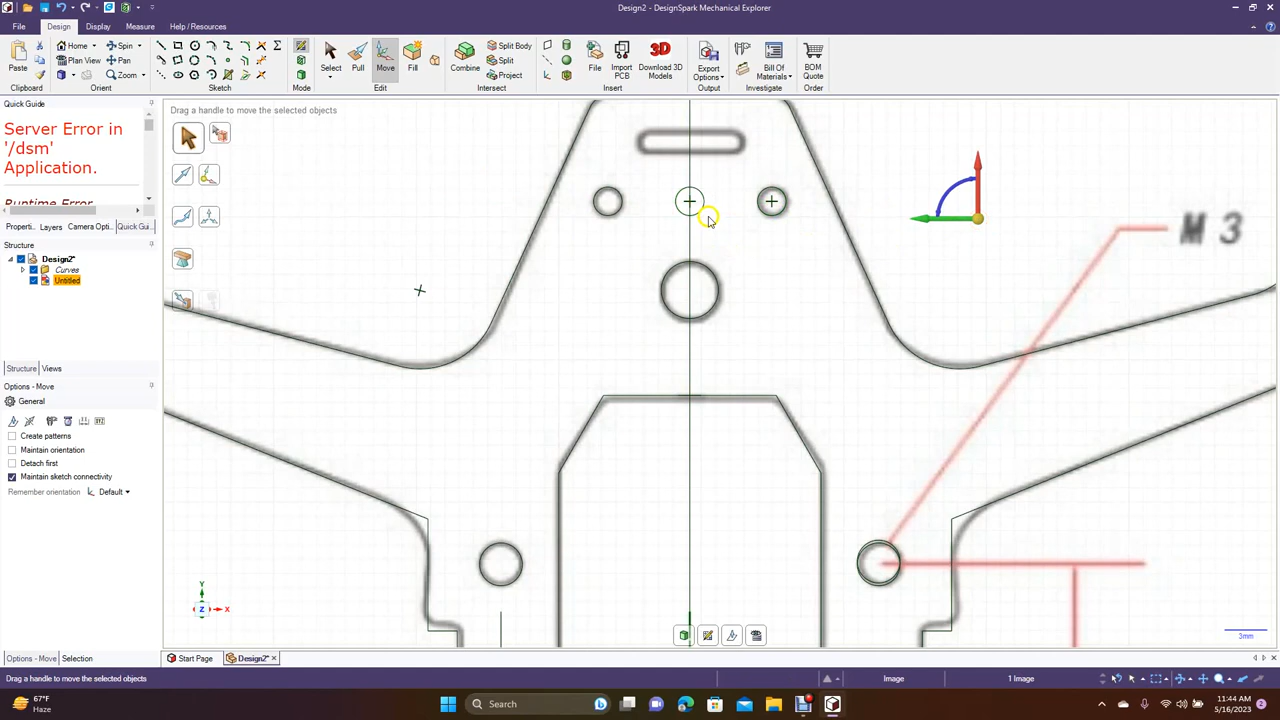 Design2* - DesignSpark Mechanical Explorer
File Design Display Measure Help / Resources
Home Spin
Plan View Pan
Zoom
Paste
Select Pull Move Fill
Combine
Split Body
Split
Project
File Import PCB Download 3D Models
Export Options
Bill Of Materials
BOM Quote
Clipboard Orient Sketch Mode Edit Intersect Insert Output Investigate Order
Quick Guide
Server Error in '/dsm' Application.
Runtime Error
Properti... Layers Camera Opti... Quick Gui...
Structure
Design2*
Curves
Untitled
Structure Views
Options - Move
General
Create patterns
Maintain orientation
Detach first
Maintain sketch connectivity
Remember orientation Default
Drag a handle to move the selected objects
M 3
Y
Z X
3mm
Options - Move Selection
Start Page Design2*
Drag a handle to move the selected objects Image 1 Image
67°F
Haze
Search
11:44 AM
5/16/2023